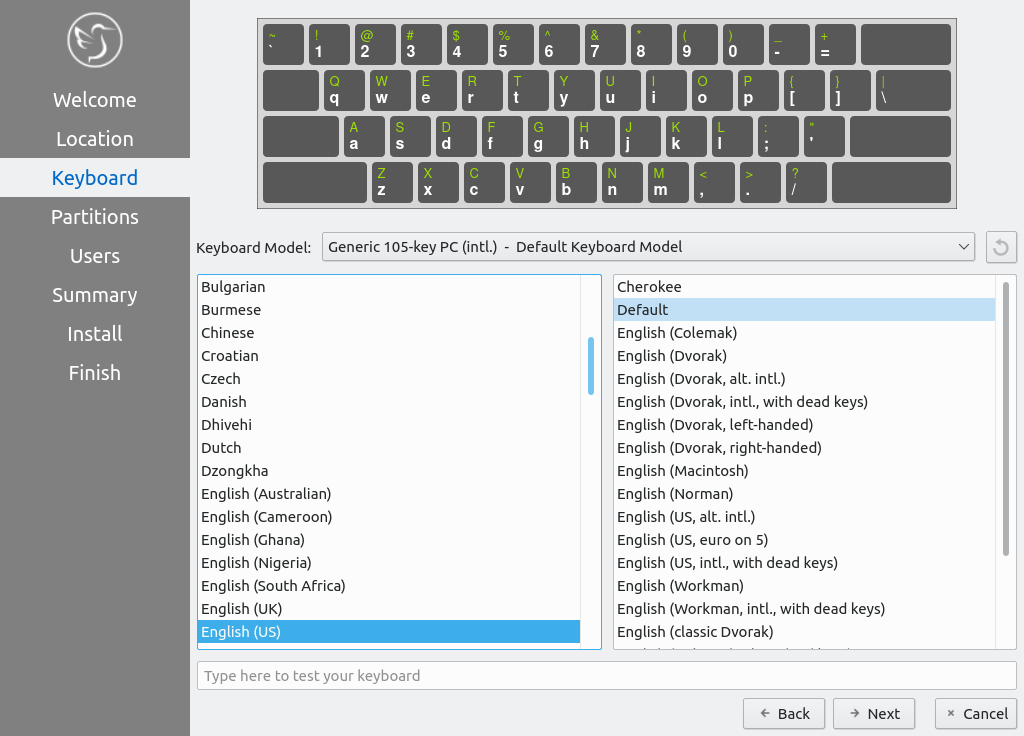 ~ ! @ # $ % ^ & * ( ) _ +
` 1 2 3 4 5 6 7 8 9 0 - =
Q W E R T Y U I O P { } |
q w e r t y u i o p [ ] \
A S D F G H J K L : "
a s d f g h j k l ; '
Z X C V B N M < > ?
z x c v b n m , . /
Welcome
Location
Keyboard
Partitions
Users
Summary
Install
Finish
Keyboard Model: Generic 105-key PC (intl.) - Default Keyboard Model
Bulgarian
Burmese
Chinese
Croatian
Czech
Danish
Dhivehi
Dutch
Dzongkha
English (Australian)
English (Cameroon)
English (Ghana)
English (Nigeria)
English (South Africa)
English (UK)
English (US)
Cherokee
Default
English (Colemak)
English (Dvorak)
English (Dvorak, alt. intl.)
English (Dvorak, intl., with dead keys)
English (Dvorak, left-handed)
English (Dvorak, right-handed)
English (Macintosh)
English (Norman)
English (US, alt. intl.)
English (US, euro on 5)
English (US, intl., with dead keys)
English (Workman)
English (Workman, intl., with dead keys)
English (classic Dvorak)
Type here to test your keyboard
Back
Next
Cancel